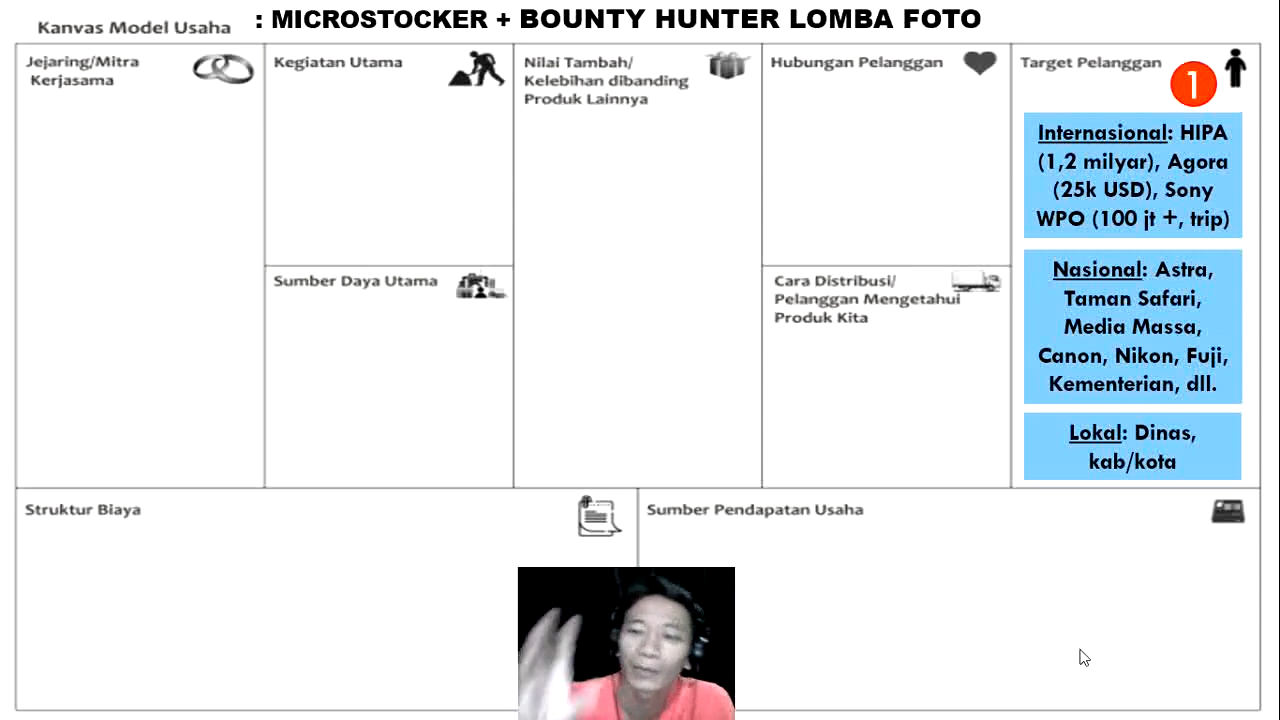 Kanvas Model Usaha : MICROSTOCKER + BOUNTY HUNTER LOMBA FOTO
Jejaring/Mitra
Kerjasama
Kegiatan Utama
Sumber Daya Utama
Nilai Tambah/
Kelebihan dibanding
Produk Lainnya
Hubungan Pelanggan
Cara Distribusi/
Pelanggan Mengetahui
Produk Kita
Target Pelanggan
1
Internasional: HIPA
(1,2 milyar), Agora
(25k USD), Sony
WPO (100 jt +, trip)
Nasional: Astra,
Taman Safari,
Media Massa,
Canon, Nikon, Fuji,
Kementerian, dll.
Lokal: Dinas,
kab/kota
Struktur Biaya
Sumber Pendapatan Usaha